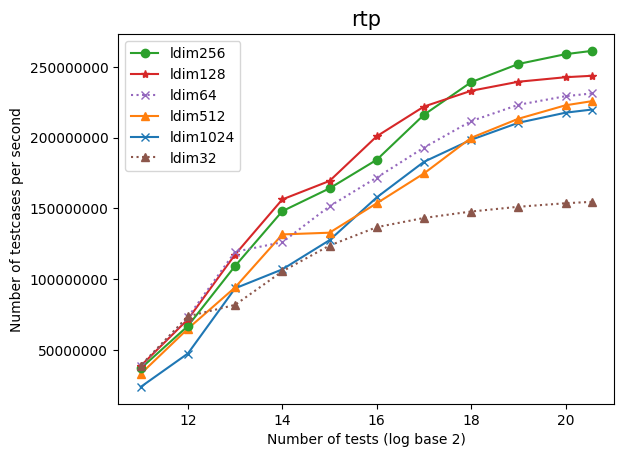 rtp
ldim256
ldim128
ldim64
ldim512
ldim1024
ldim32
250000000
200000000
150000000
100000000
50000000
Number of testcases per second
12 14 16 18 20
Number of tests (log base 2)